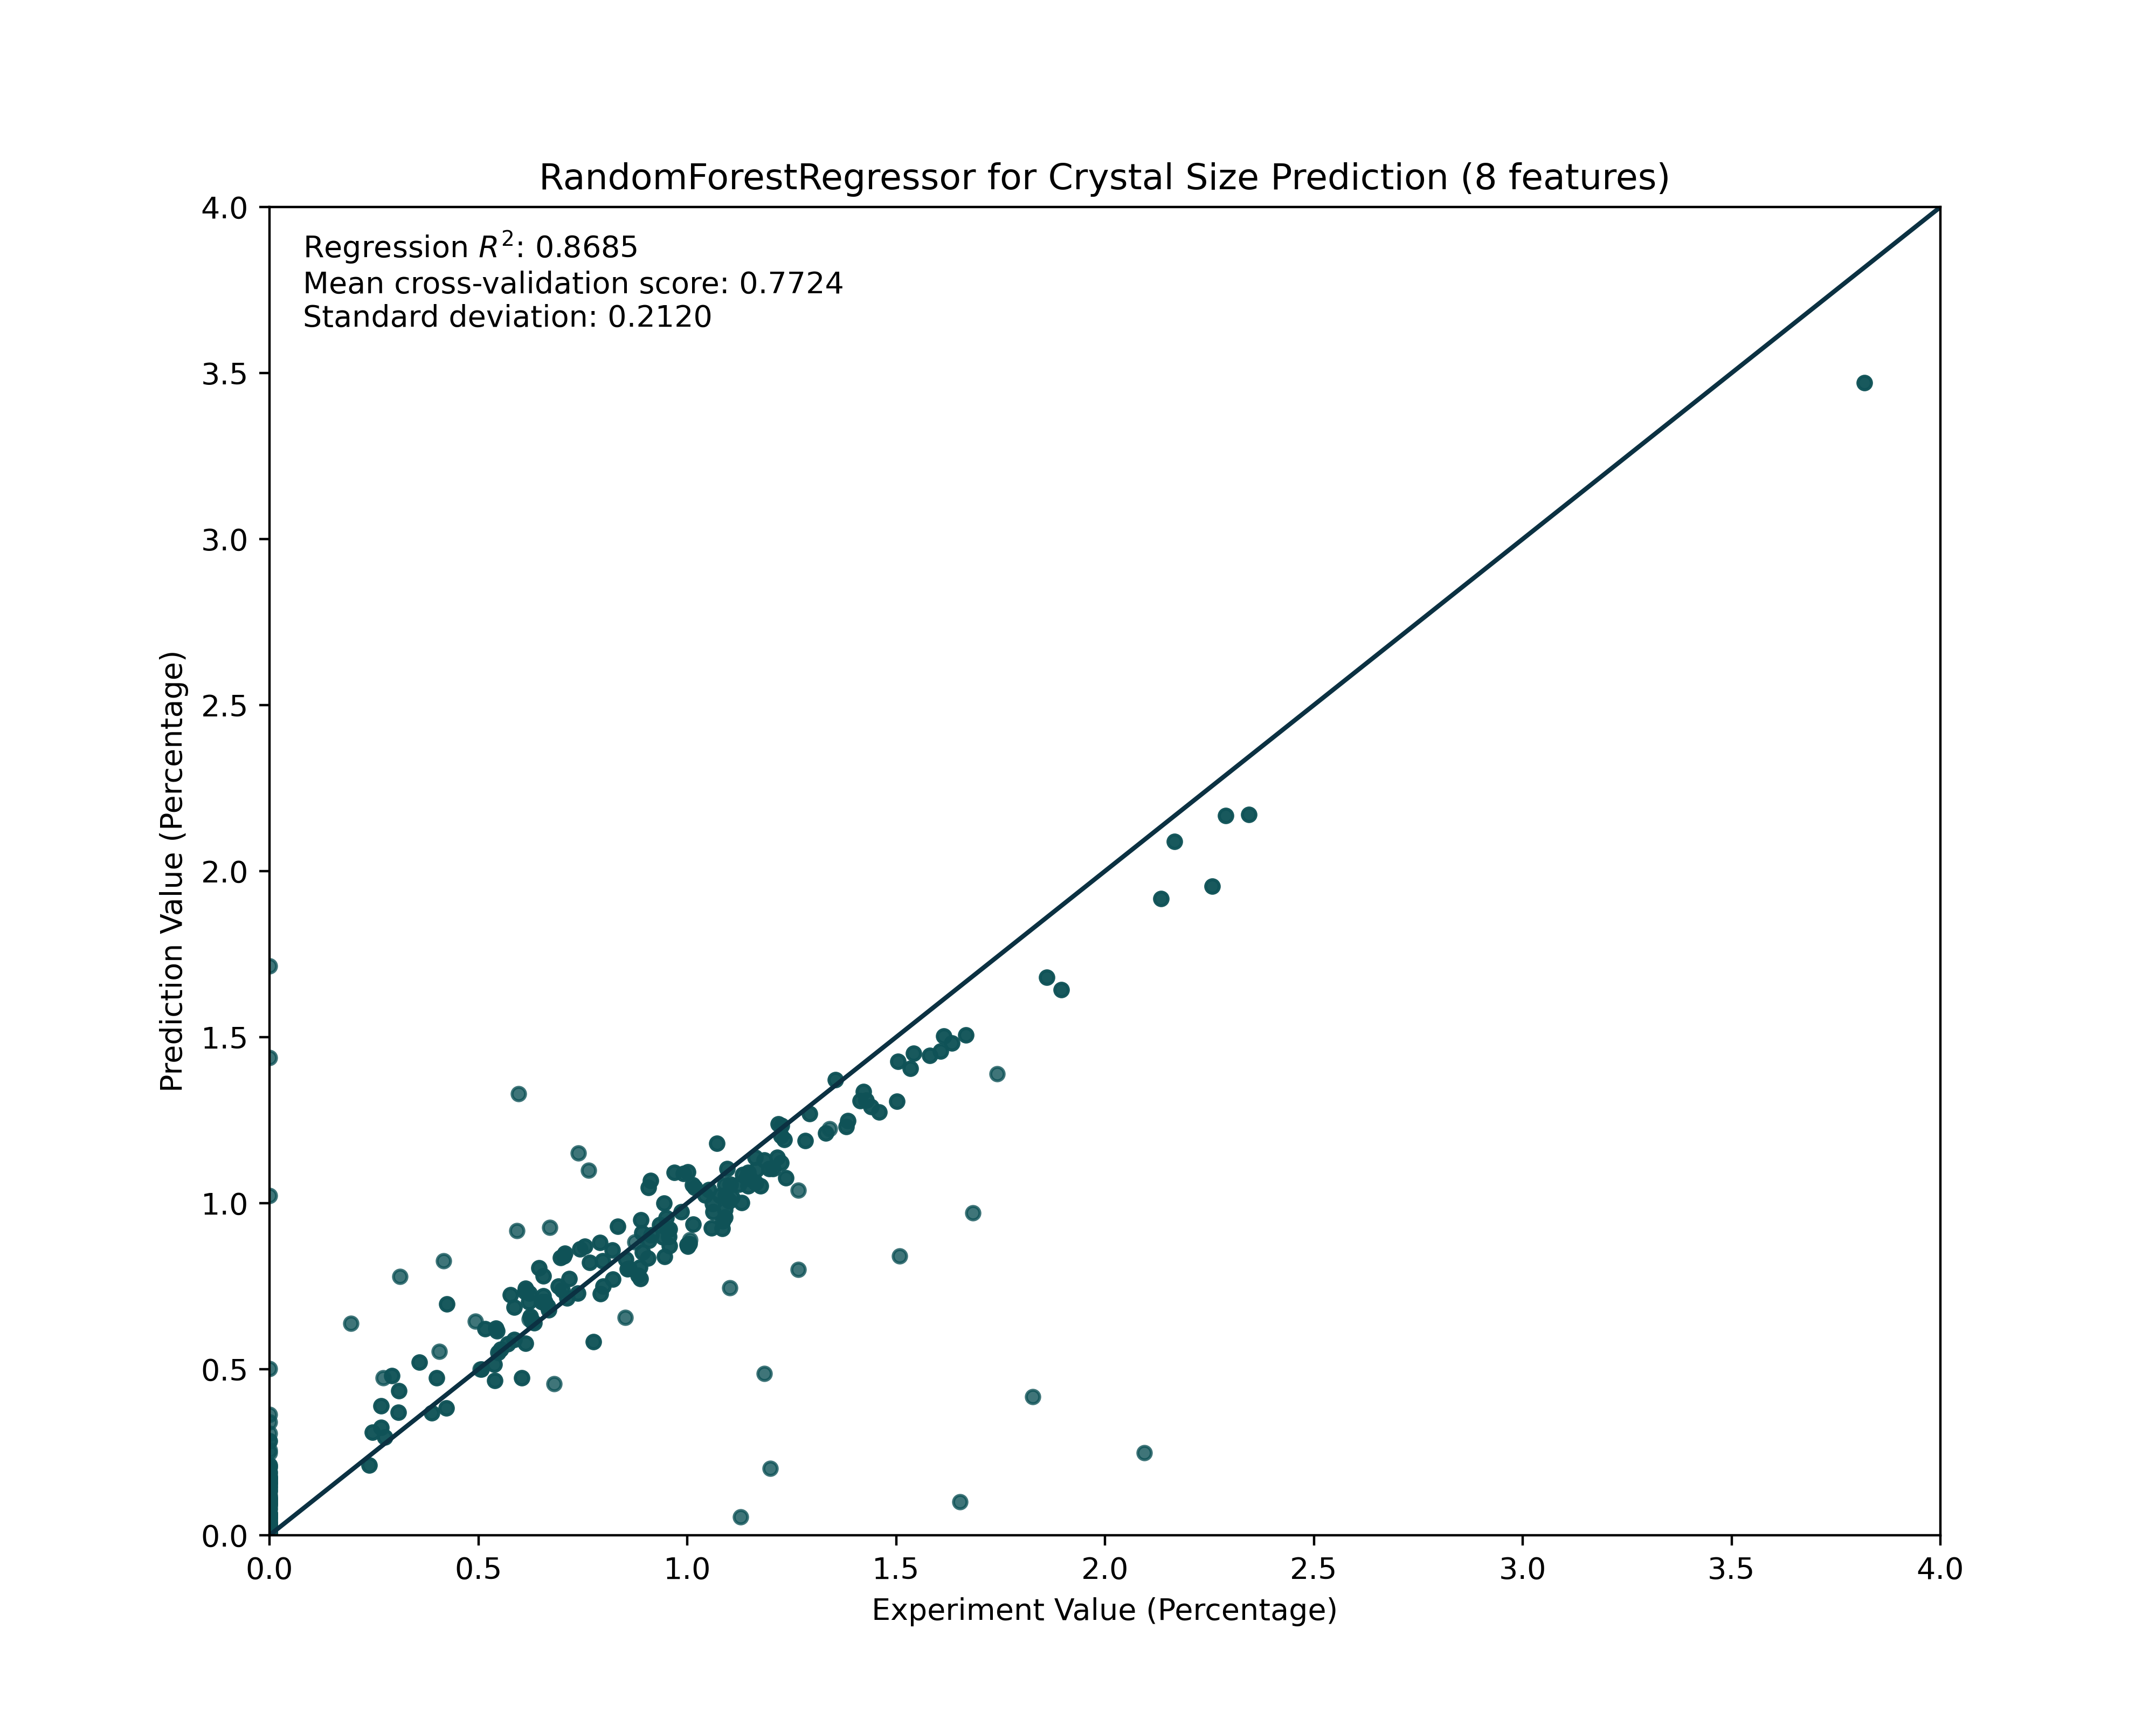 RandomForestRegressor for Crystal Size Prediction (8 features)
Regression R²: 0.8685
Mean cross-validation score: 0.7724
Standard deviation: 0.2120
4.0
3.5
3.0
2.5
2.0
1.5
1.0
0.5
0.0
Prediction Value (Percentage)
0.0 0.5 1.0 1.5 2.0 2.5 3.0 3.5 4.0
Experiment Value (Percentage)